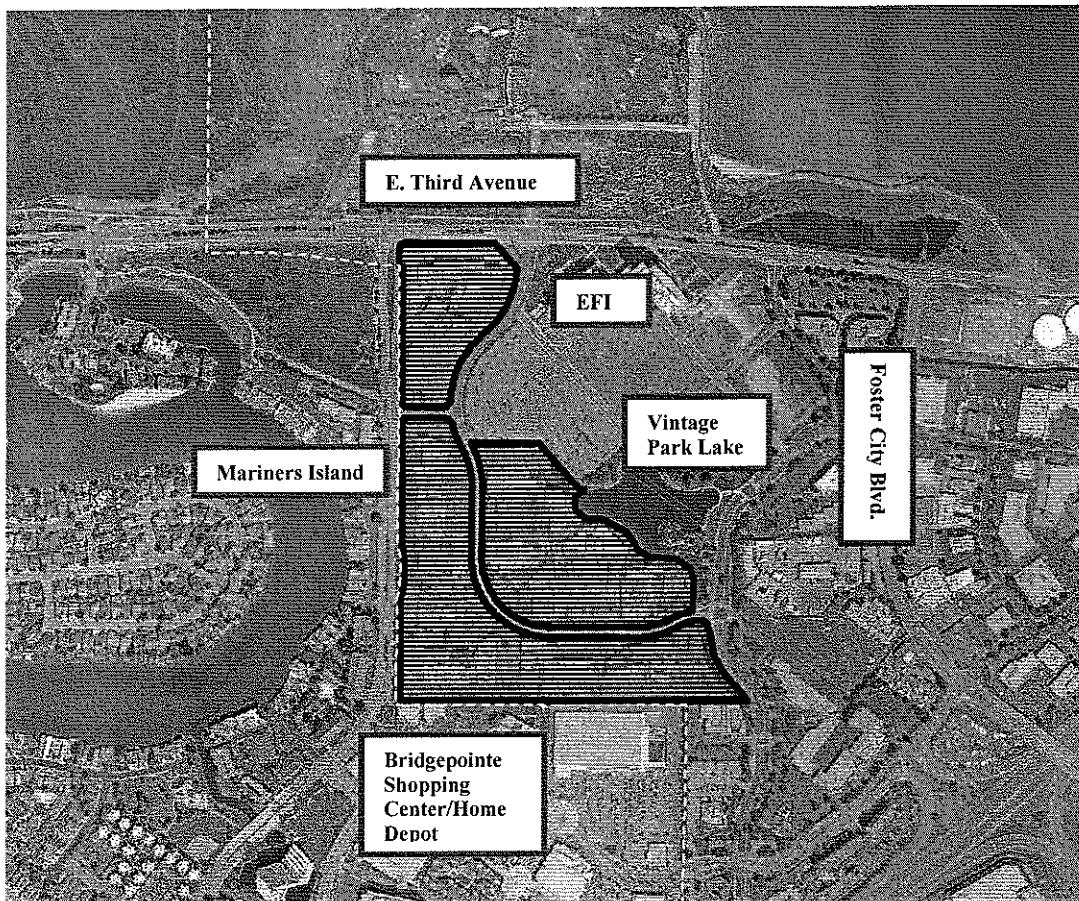 E. Third Avenue
EFI
Vintage
Park Lake
Foster City Blvd.
Mariners Island
Bridgepointe
Shopping
Center/Home
Depot